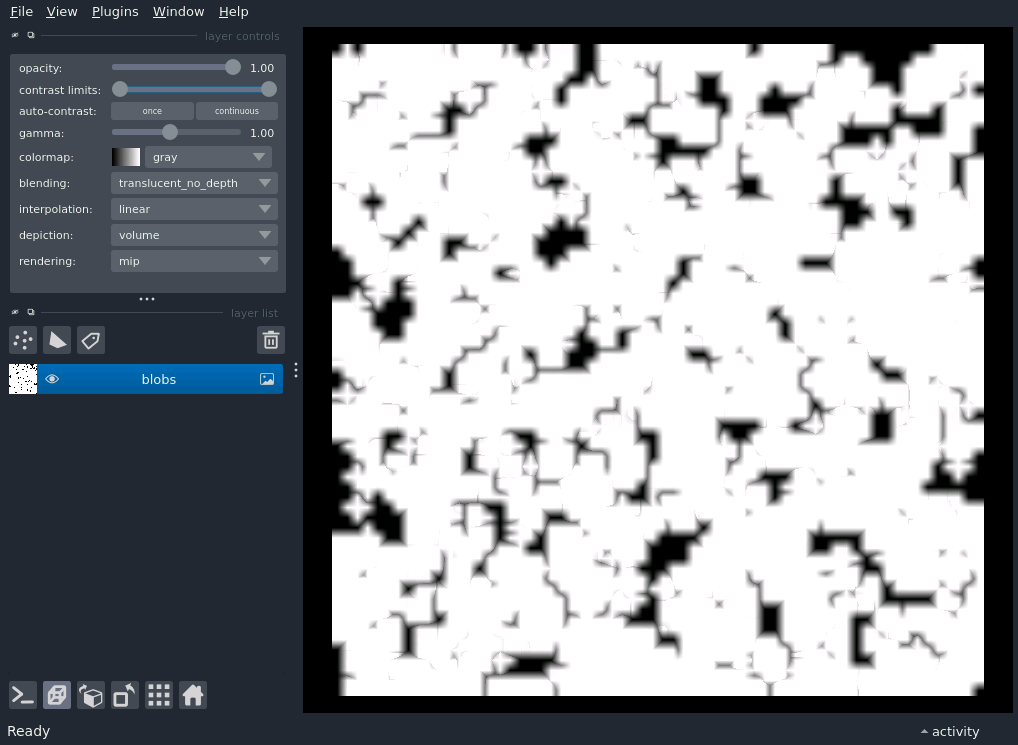 File View Plugins Window Help
layer controls
opacity: 1.00
contrast limits:
auto-contrast: once continuous
gamma: 1.00
colormap: gray
blending: translucent_no_depth
interpolation: linear
depiction: volume
rendering: mip
layer list
blobs
Ready
activity